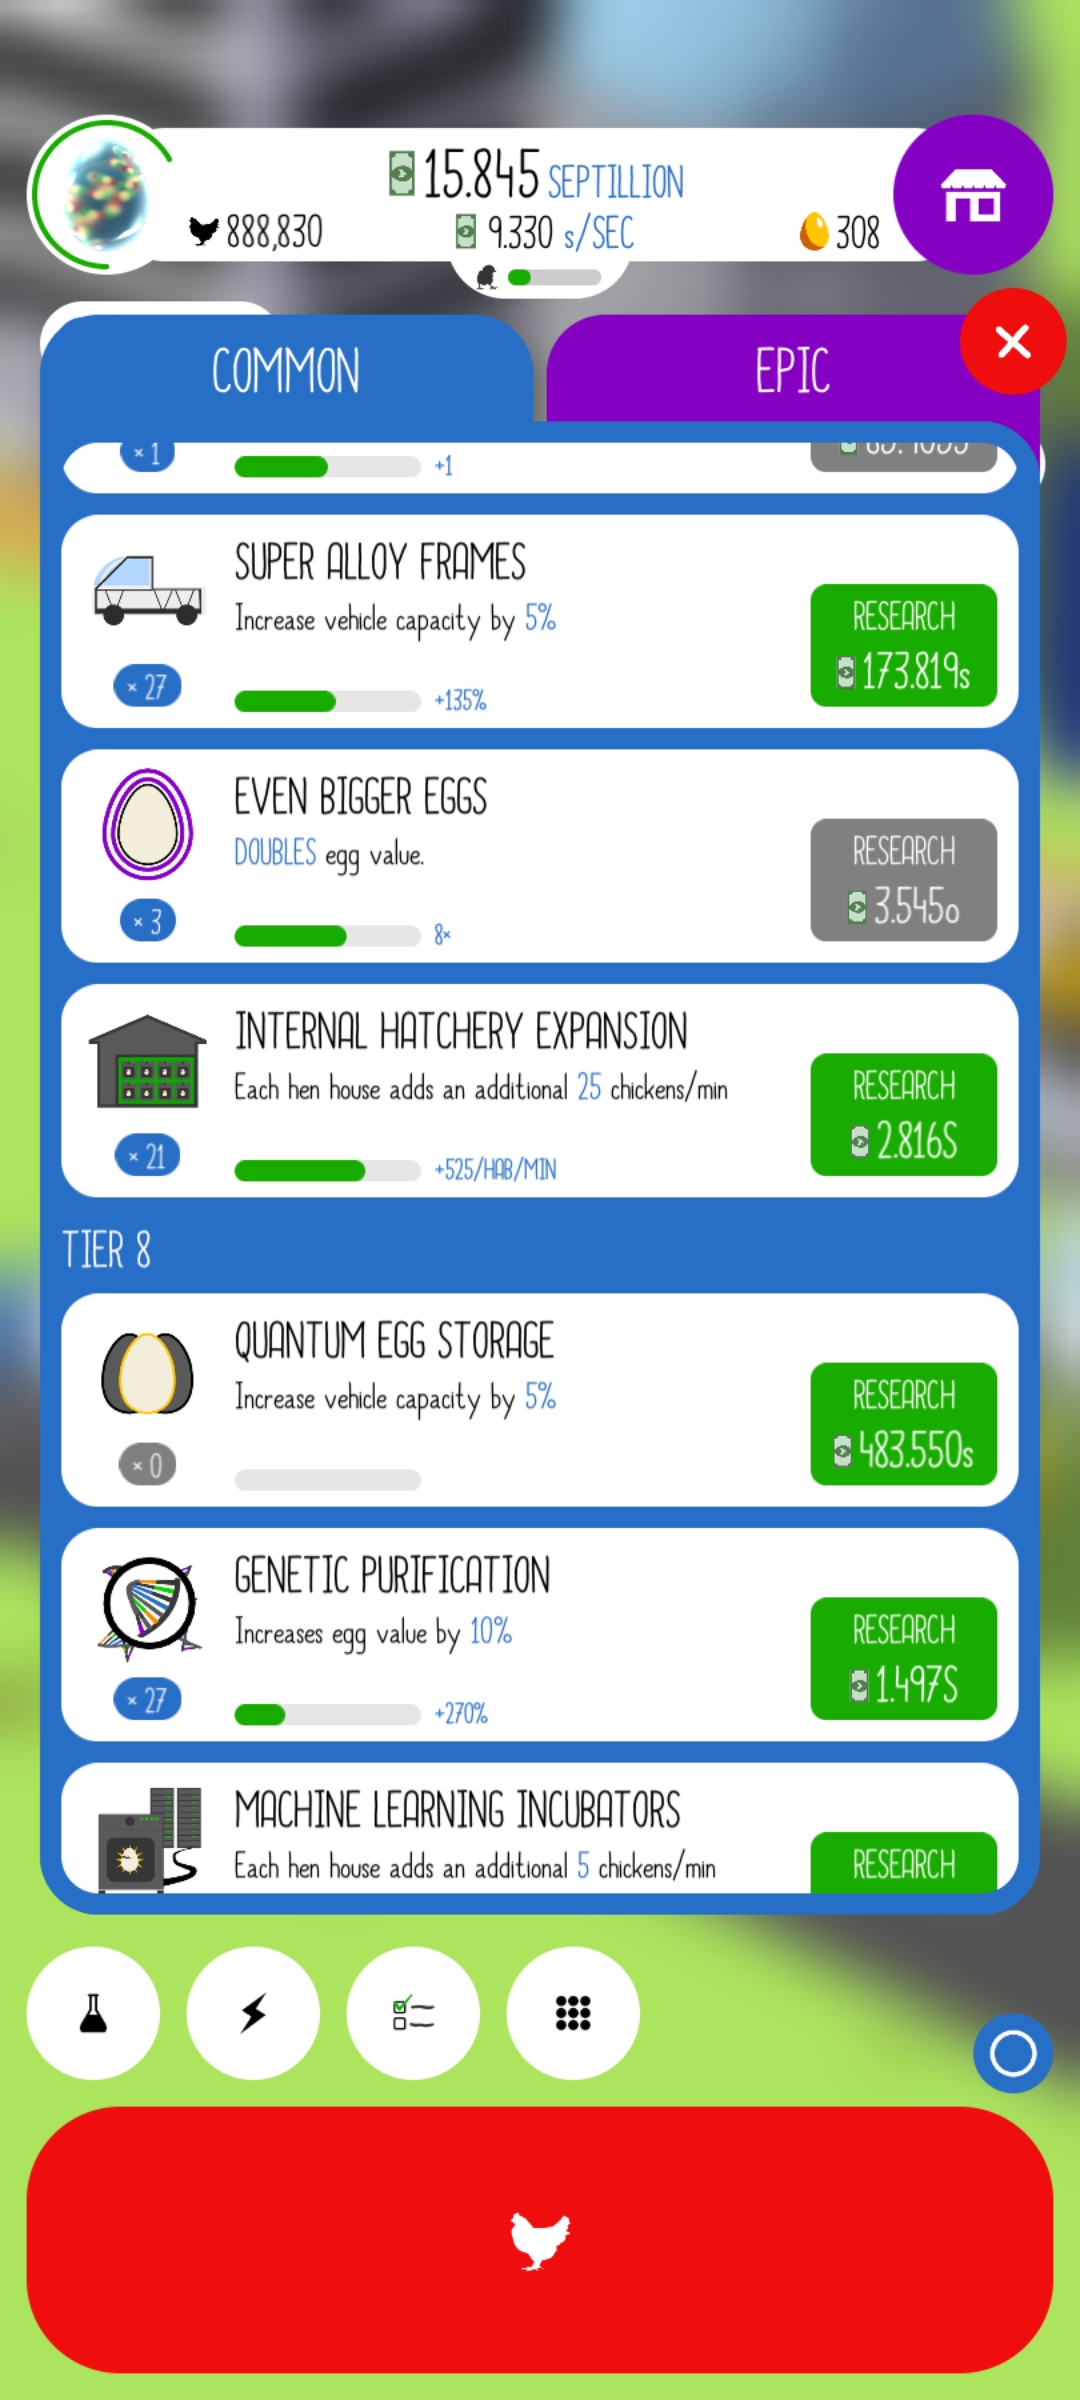 15.845 SEPTILLION
888,830
9.330 s/SEC
308
COMMON
EPIC
× 1
+1
SUPER ALLOY FRAMES
Increase vehicle capacity by 5%
RESEARCH
173.819s
× 27
+135%
EVEN BIGGER EGGS
DOUBLES egg value.
RESEARCH
3.545o
× 3
8×
INTERNAL HATCHERY EXPANSION
Each hen house adds an additional 25 chickens/min
RESEARCH
2.816S
× 21
+525/HAB/MIN
TIER 8
QUANTUM EGG STORAGE
Increase vehicle capacity by 5%
RESEARCH
483.550s
× 0
GENETIC PURIFICATION
Increases egg value by 10%
RESEARCH
1.497S
× 27
+270%
MACHINE LEARNING INCUBATORS
Each hen house adds an additional 5 chickens/min
RESEARCH